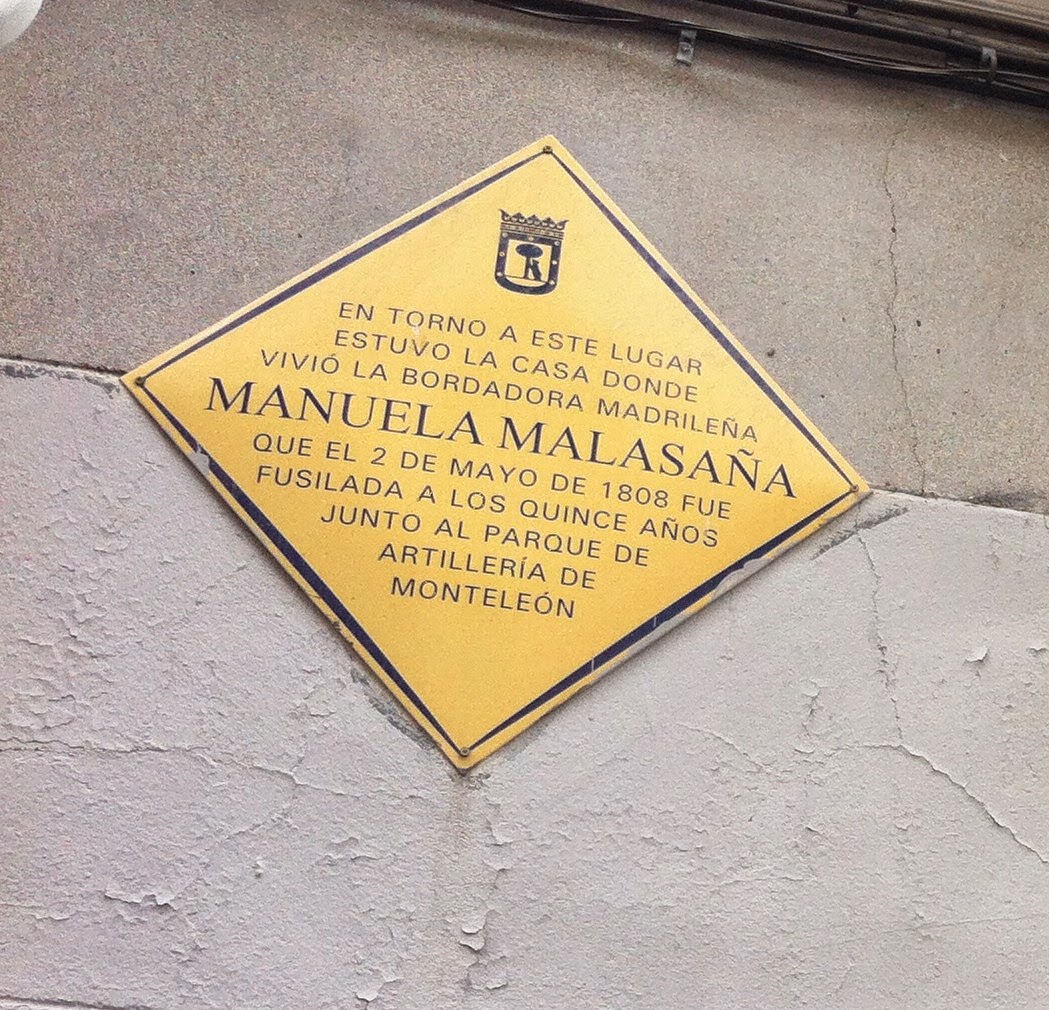 EN TORNO A ESTE LUGAR
ESTUVO LA CASA DONDE
VIVIÓ LA BORDADORA MADRILEÑA
MANUELA MALASAÑA
QUE EL 2 DE MAYO DE 1808 FUE
FUSILADA A LOS QUINCE AÑOS
JUNTO AL PARQUE DE
ARTILLERÍA DE
MONTELEÓN